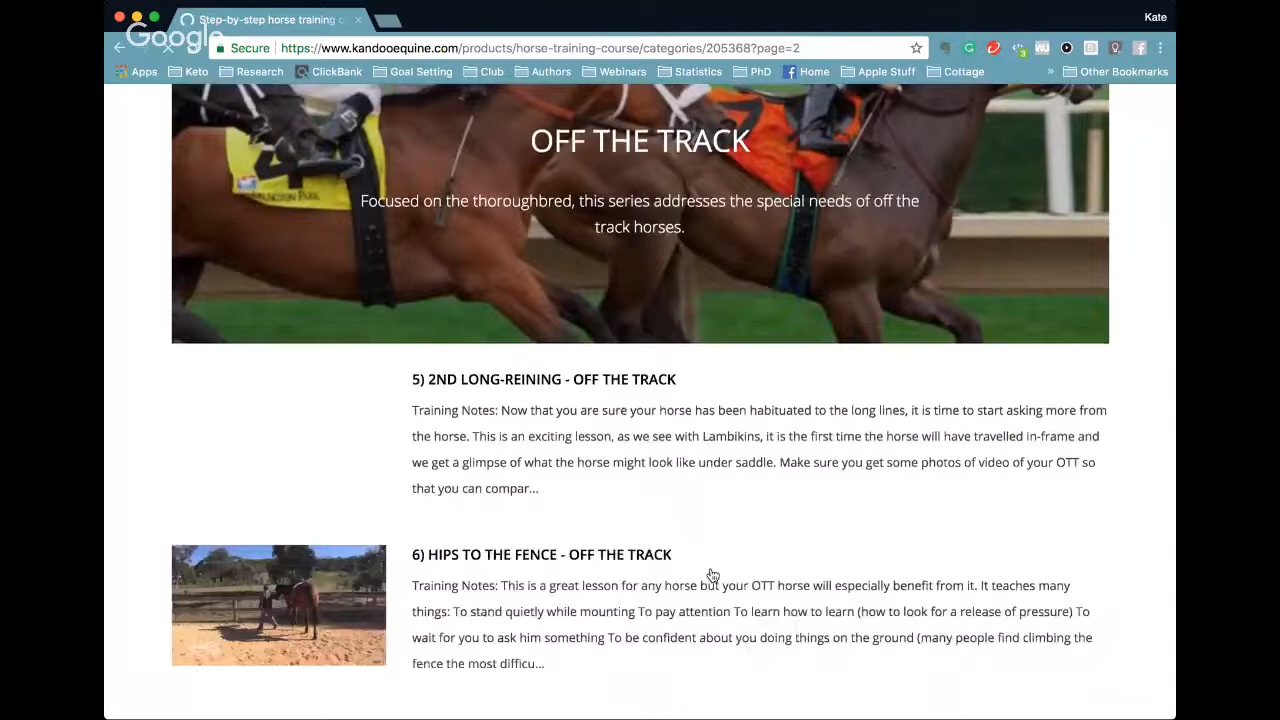 Step-by-step horse training c
Kate
Google
Secure
https://www.kandooequine.com/products/horse-training-course/categories/205368?page=2
Apps Keto Research ClickBank Goal Setting Club Authors Webinars Statistics PhD Home Apple Stuff Cottage » Other Bookmarks
OFF THE TRACK
Focused on the thoroughbred, this series addresses the special needs of off the
track horses.
5) 2ND LONG-REINING - OFF THE TRACK
Training Notes: Now that you are sure your horse has been habituated to the long lines, it is time to start asking more from
the horse. This is an exciting lesson, as we see with Lambikins, it is the first time the horse will have travelled in-frame and
we get a glimpse of what the horse might look like under saddle. Make sure you get some photos of video of your OTT so
that you can compar...
6) HIPS TO THE FENCE - OFF THE TRACK
Training Notes: This is a great lesson for any horse but your OTT horse will especially benefit from it. It teaches many
things: To stand quietly while mounting To pay attention To learn how to learn (how to look for a release of pressure) To
wait for you to ask him something To be confident about you doing things on the ground (many people find climbing the
fence the most difficu...